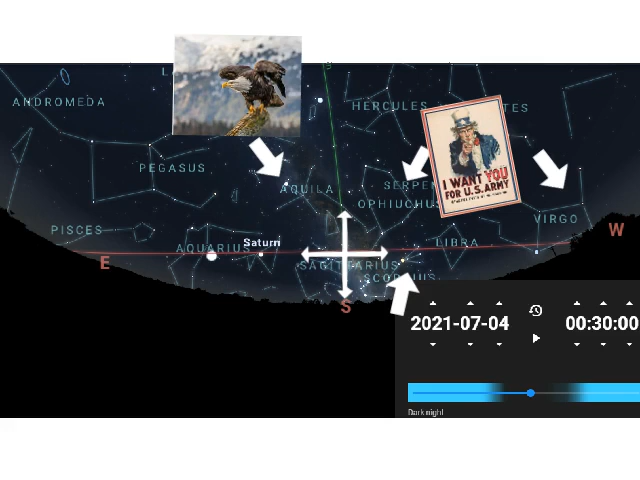 S
ANDROMEDA
HERCULES
PEGASUS
AQUILA
SERPEN
OPHIUCHUS
I WANT YOU
FOR U.S. ARMY
VIRGO
PISCES
AQUARIUS
Saturn
LIBRA
W
E
SAGITTARIUS
SCORPIUS
S
2021-07-04
00:30:00
Dark night